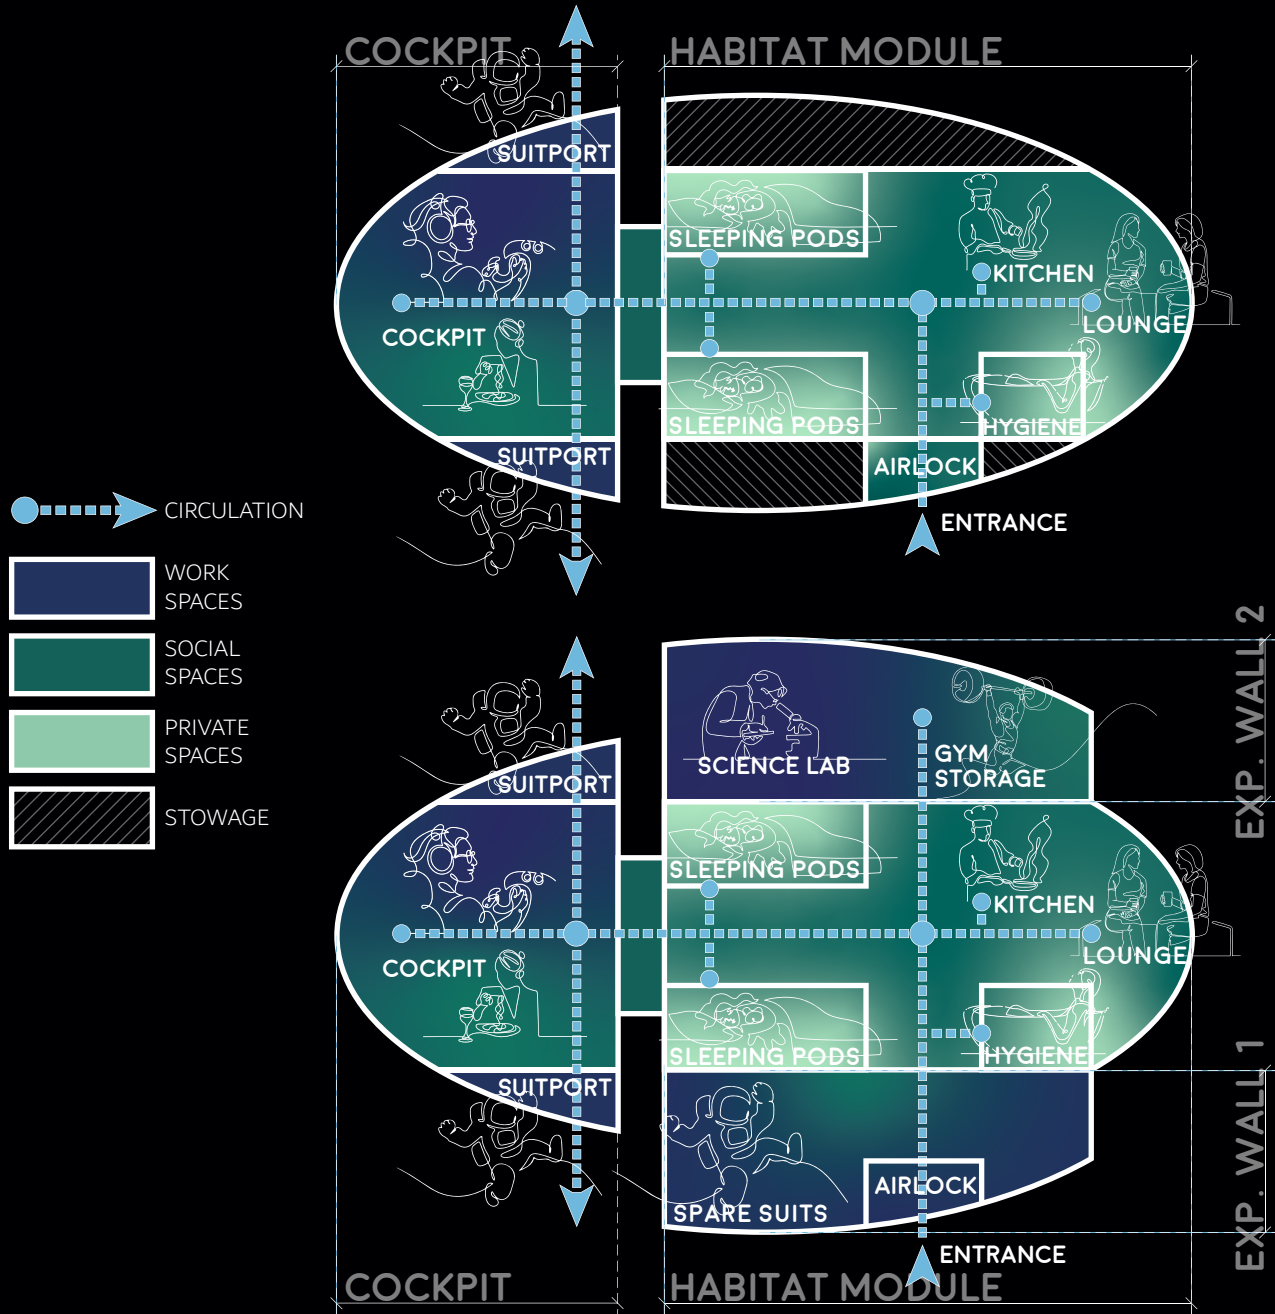 COCKPIT
HABITAT MODULE
SUITPORT
SLEEPING PODS
KITCHEN
COCKPIT
LOUNGE
SLEEPING PODS
HYGIENE
SUITPORT
AIRLOCK
ENTRANCE
CIRCULATION
WORK
SPACES
SOCIAL
SPACES
PRIVATE
SPACES
STOWAGE
EXP. WALL 2
SCIENCE LAB
GYM
STORAGE
SUITPORT
SLEEPING PODS
KITCHEN
COCKPIT
LOUNGE
SLEEPING PODS
HYGIENE
SUITPORT
EXP. WALL 1
AIRLOCK
SPARE SUITS
ENTRANCE
COCKPIT
HABITAT MODULE